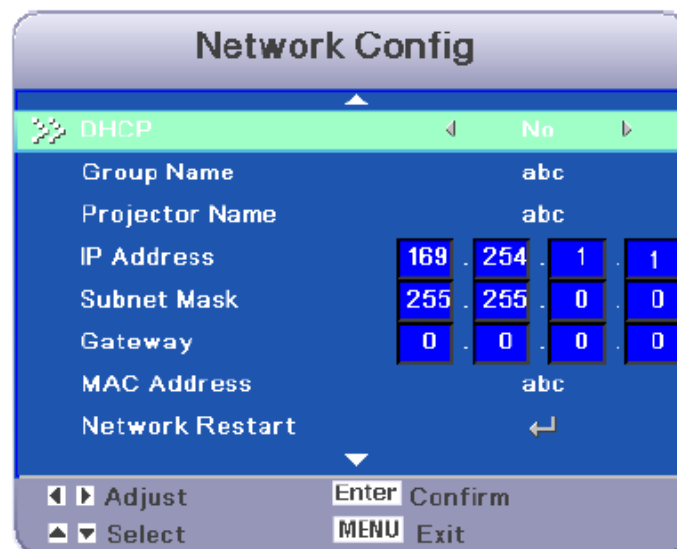 Network Config
DHCP No
Group Name abc
Projector Name abc
IP Address 169 . 254 . 1 . 1
Subnet Mask 255 . 255 . 0 . 0
Gateway 0 . 0 . 0 . 0
MAC Address abc
Network Restart
Adjust Enter Confirm
Select MENU Exit